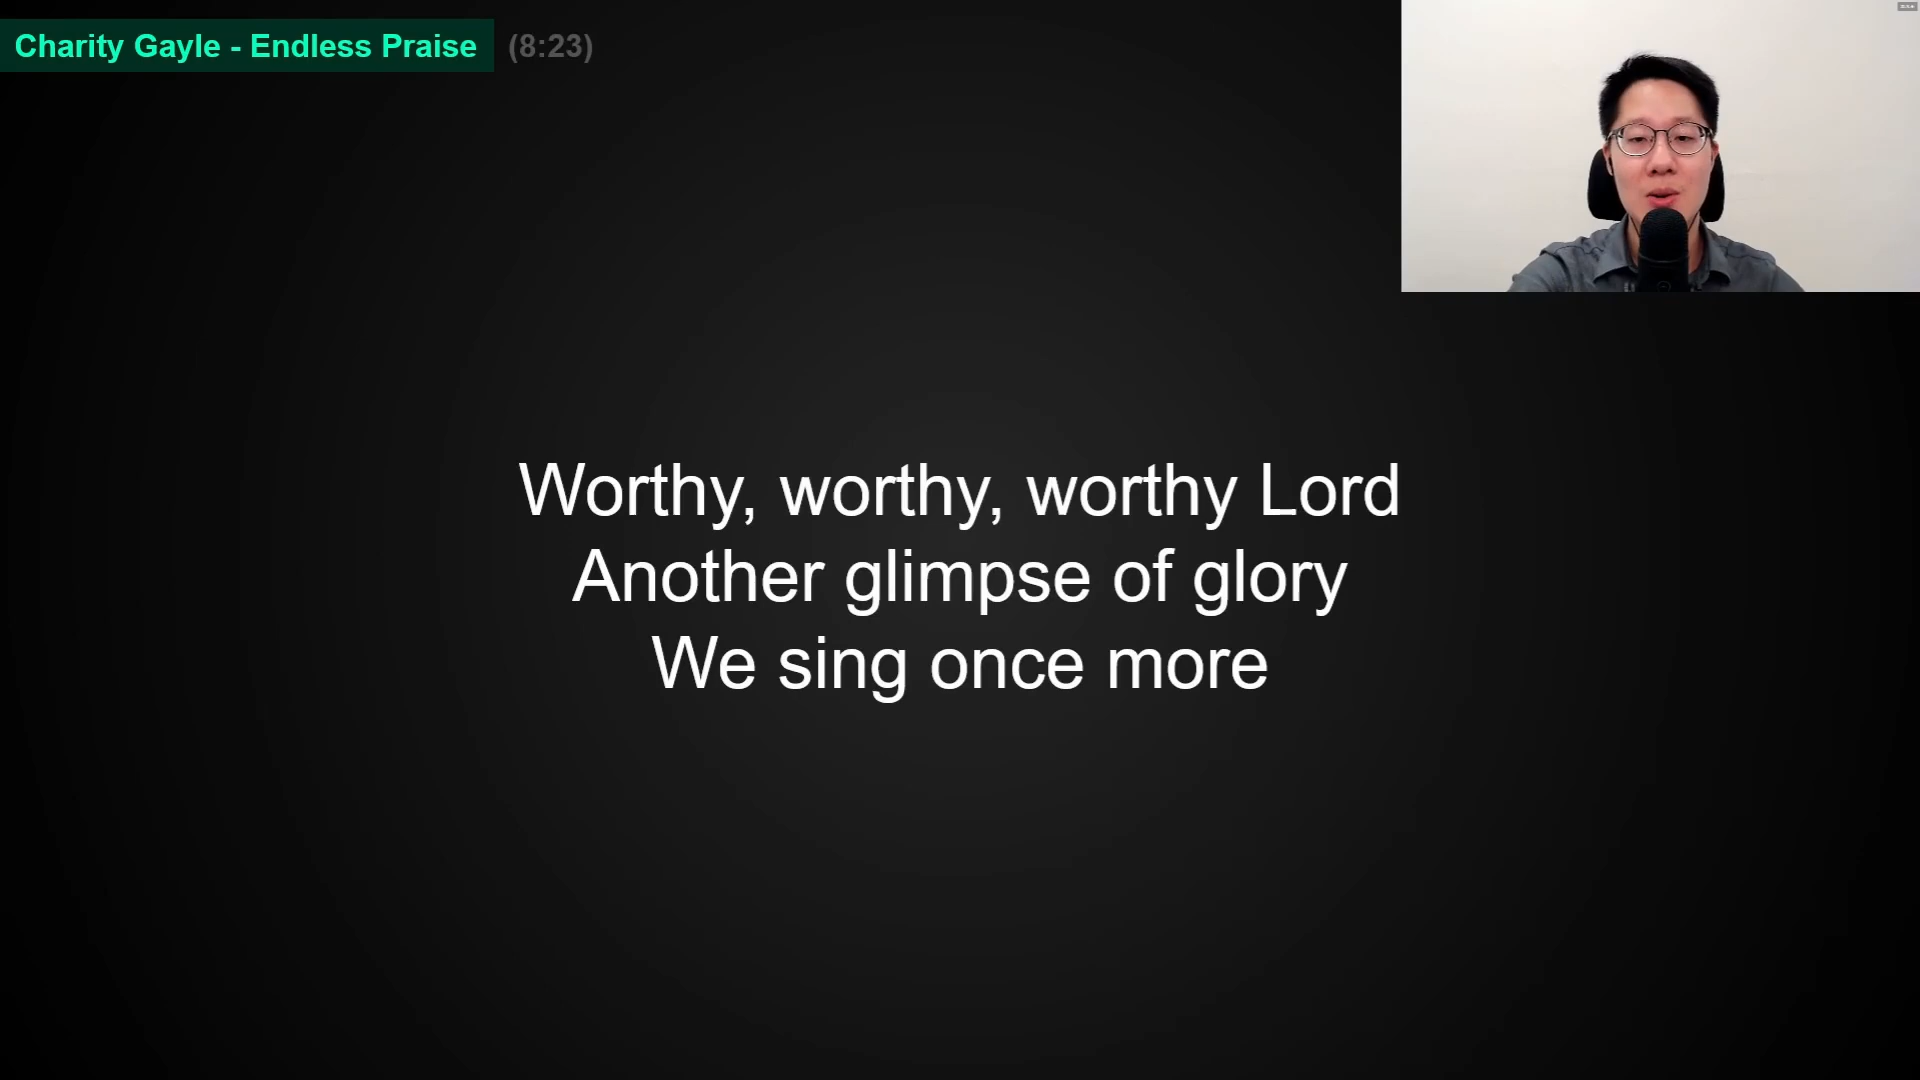 Charity Gayle - Endless Praise (8:23)
Worthy, worthy, worthy Lord
Another glimpse of glory
We sing once more